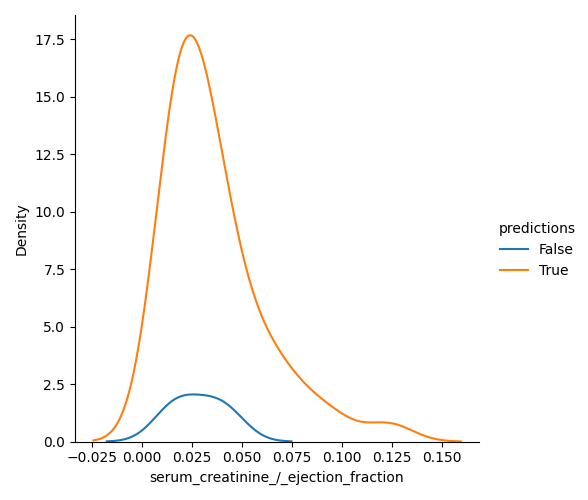 17.5
15.0
12.5
10.0
7.5
5.0
2.5
0.0
Density
−0.025 0.000 0.025 0.050 0.075 0.100 0.125 0.150
serum_creatinine_/_ejection_fraction
predictions
False
True